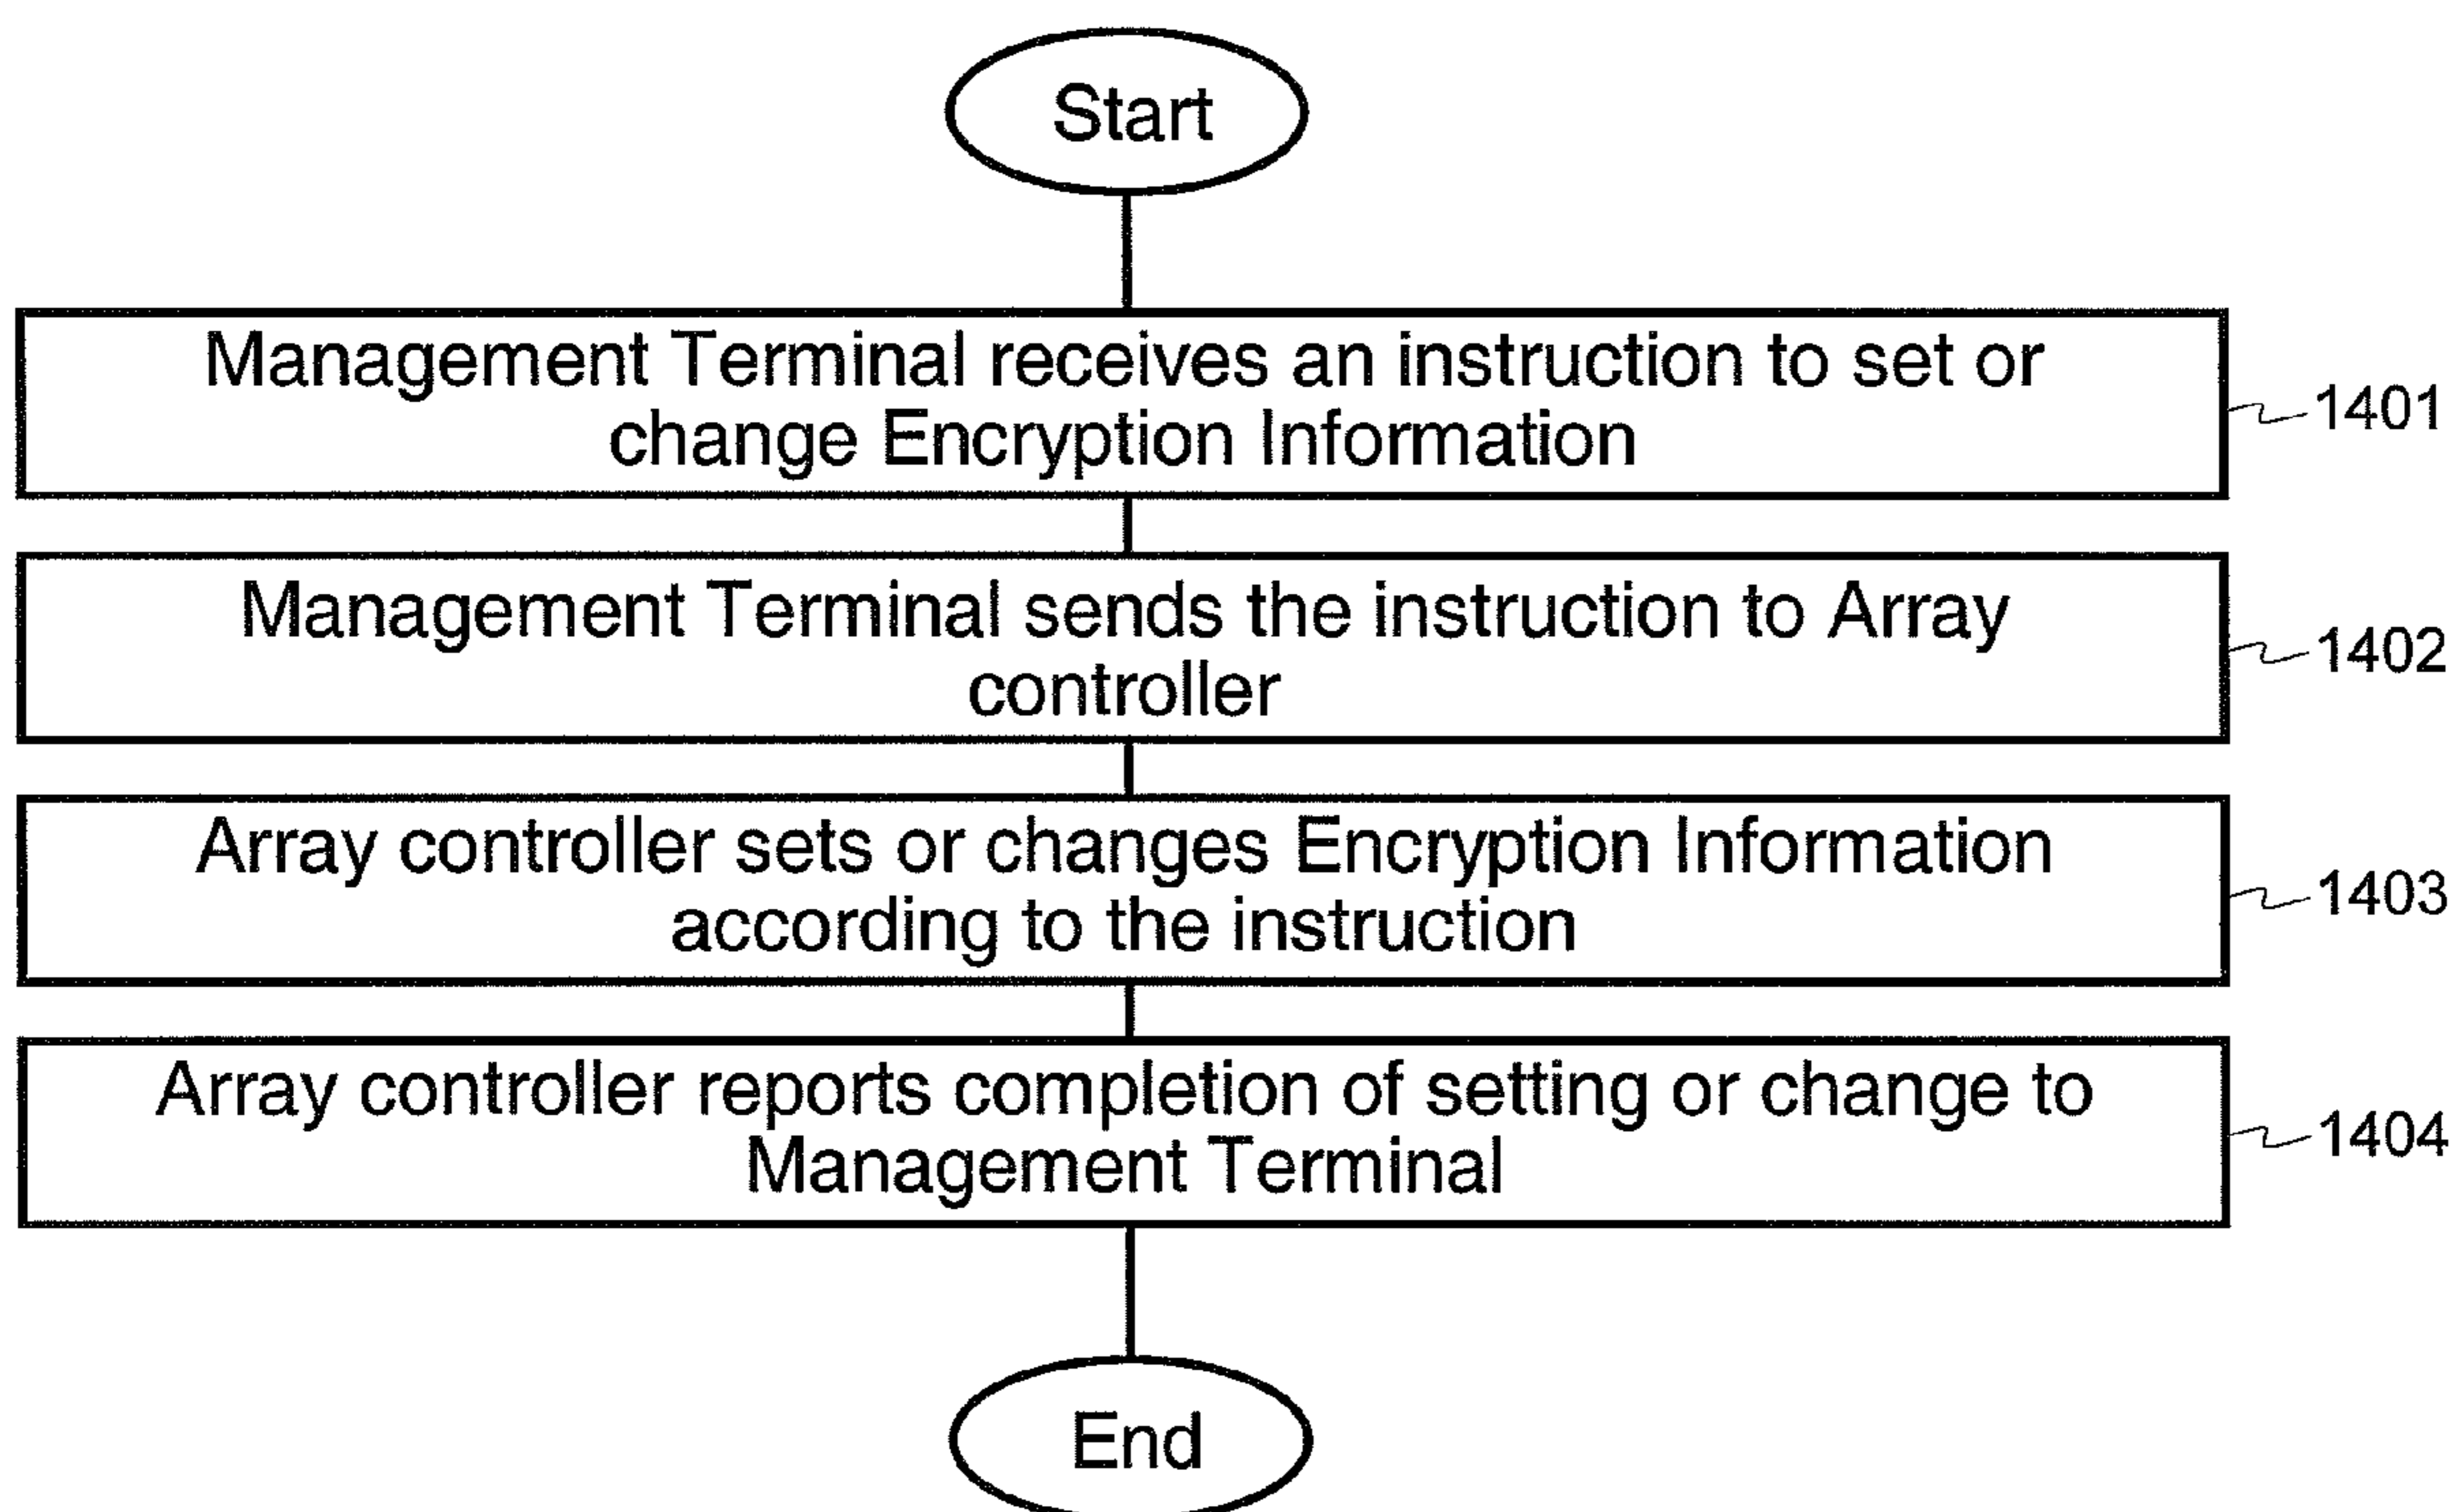 Start
Management Terminal receives an instruction to set or
change Encryption Information
1401
Management Terminal sends the instruction to Array
controller
1402
Array controller sets or changes Encryption Information
according to the instruction
1403
Array controller reports completion of setting or change to
Management Terminal
1404
End